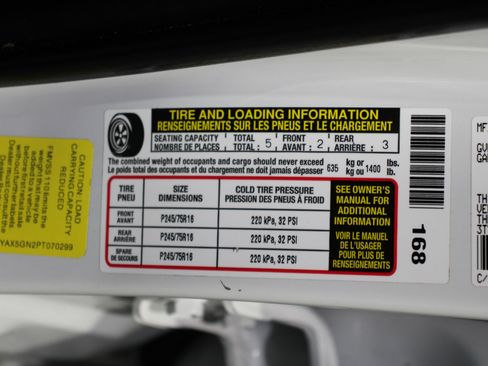 TIRE AND LOADING INFORMATION
RENSEIGNEMENTS SUR LES PNEUS ET LE CHARGEMENT
SEATING CAPACITY TOTAL 5 FRONT 2 REAR 3
NOMBRE DE PLACES TOTAL AVANT ARRIÈRE
The combined weight of occupants and cargo should never exceed 635 kg or 1400 lbs.
Le poids total des occupants et du chargement ne doit jamais dépasser kg ou lb.
TIRE SIZE COLD TIRE PRESSURE
PNEU DIMENSIONS PRESSION DES PNEUS À FROID
FRONT
AVANT P245/75R16 220 kPa, 32 PSI
REAR
ARRIÈRE P245/75R16 220 kPa, 32 PSI
SPARE
DE SECOURS P245/75R16 220 kPa, 32 PSI
SEE OWNER'S
MANUAL FOR
ADDITIONAL
INFORMATION
VOIR LE MANUEL
DE L'USAGER
POUR PLUS DE
RENSEIGNEMENTS
168
CAUTION: LOAD
CARRYING CAPACITY
REDUCED
YAX5GN2PT070299